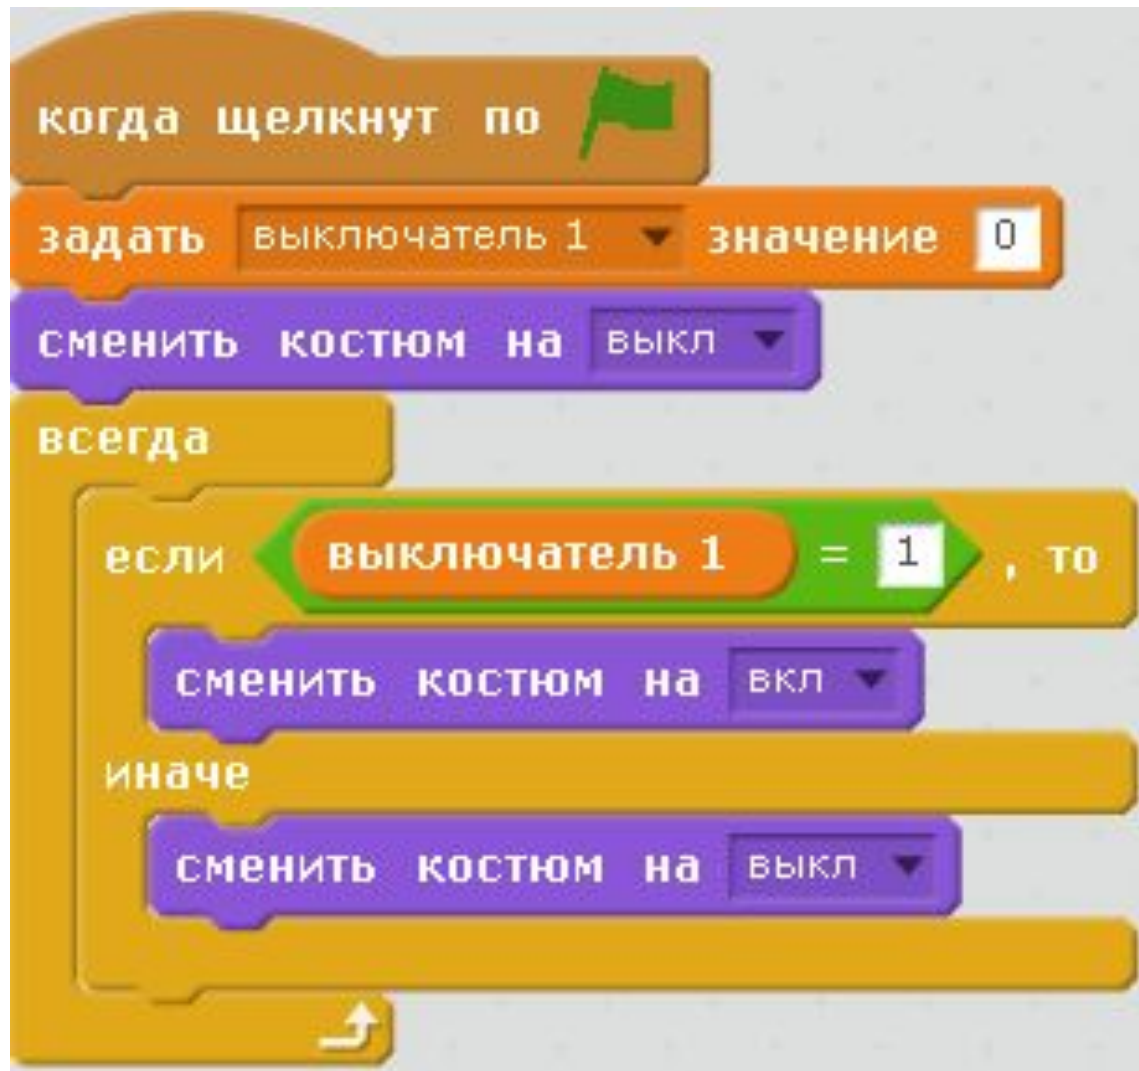 когда щелкнут по
задать выключатель 1 значение 0
сменить костюм на выкл
всегда
если выключатель 1 = 1 , то
сменить костюм на вкл
иначе
сменить костюм на выкл